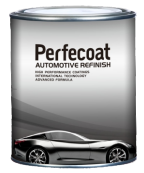 Perfecoat
AUTOMOTIVE REFINISH
HIGH PERFORMANCE COATINGS
INTERNATIONAL TECHNOLOGY
ADVANCED FORMULA